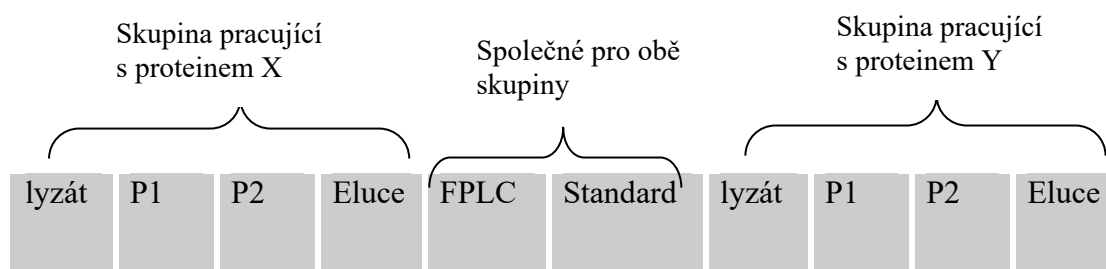 Skupina pracující
s proteinem X
Společné pro obě
skupiny
Skupina pracující
s proteinem Y
lyzát P1 P2 Eluce FPLC Standard lyzát P1 P2 Eluce